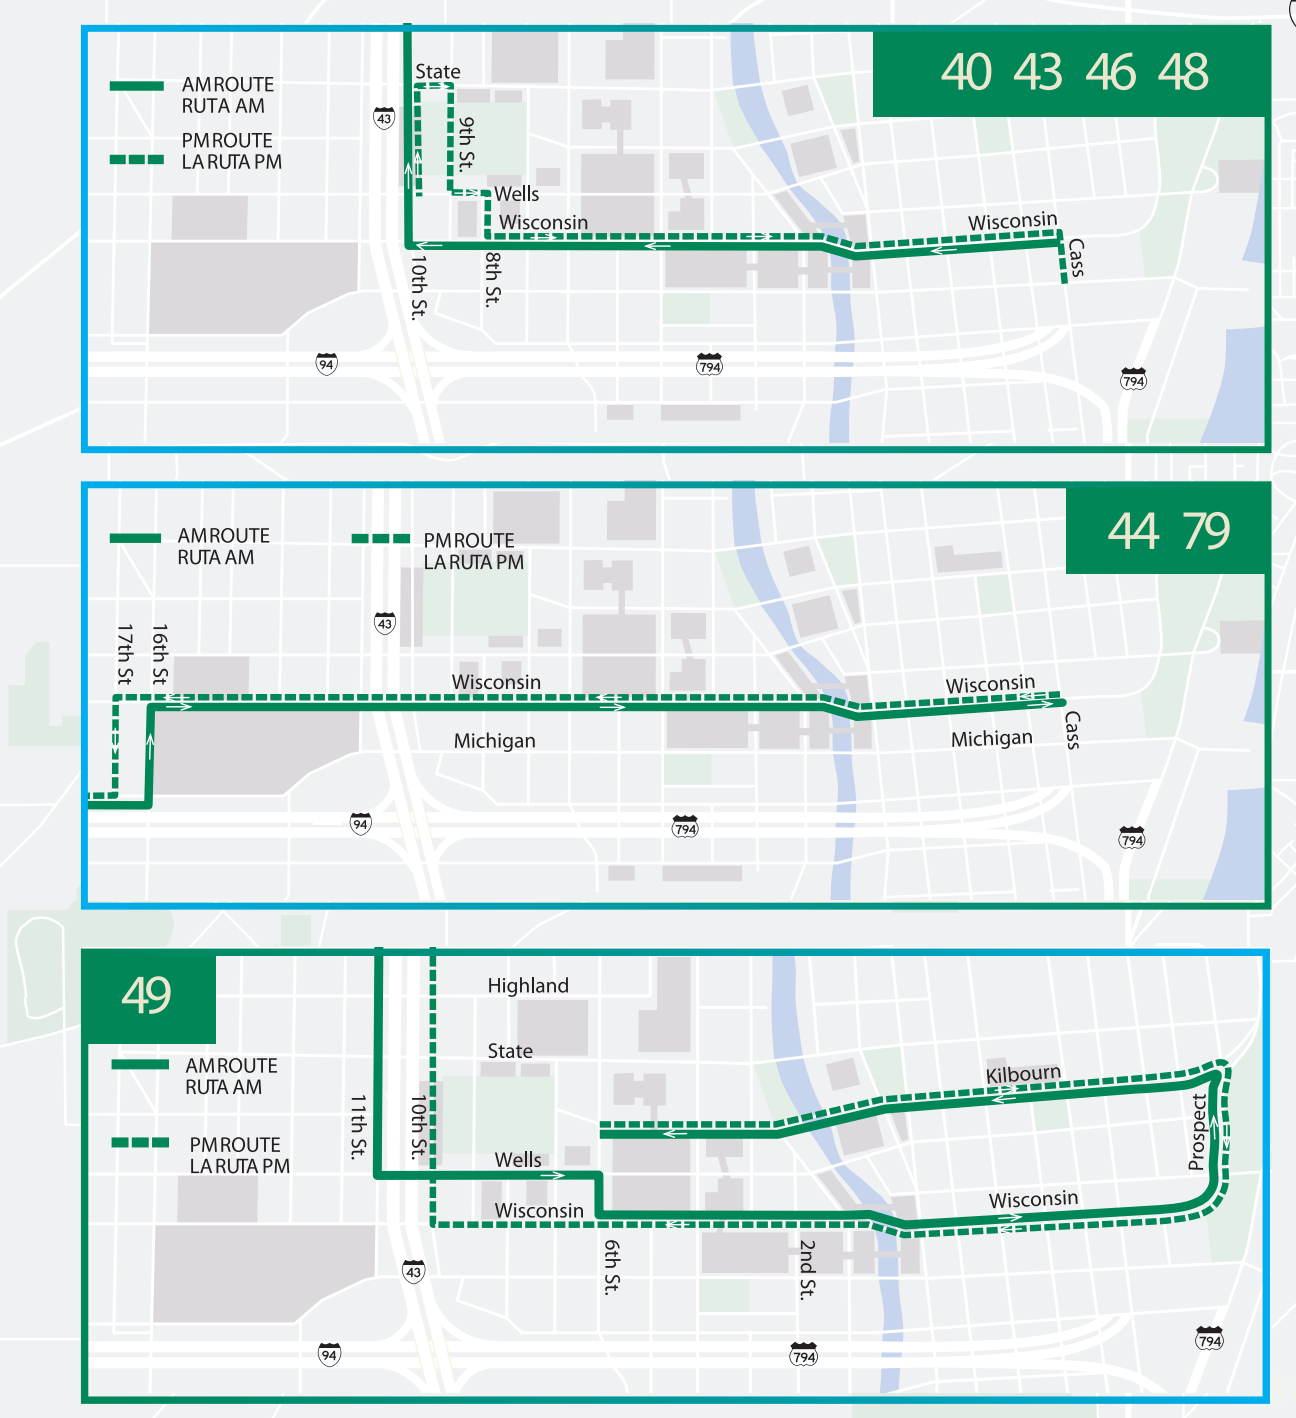 40 43 46 48
AM ROUTE
RUTA AM
PM ROUTE
LA RUTA PM
State
43
9th St.
Wells
Wisconsin
Wisconsin
Cass
10th St.
8th St.
94
794
794
44 79
AM ROUTE
RUTA AM
PM ROUTE
LA RUTA PM
43
17th St
16th St
Wisconsin
Wisconsin
Michigan
Michigan
Cass
94
794
794
49
AM ROUTE
RUTA AM
PM ROUTE
LA RUTA PM
Highland
State
Kilbourn
11th St.
10th St.
Prospect
Wells
Wisconsin
Wisconsin
6th St.
2nd St.
43
94
794
794